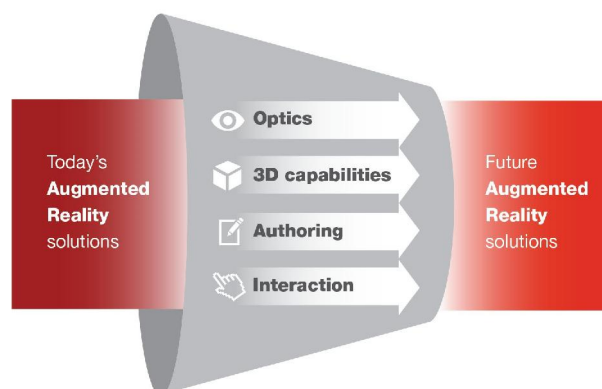 Today's
Augmented
Reality
solutions
Optics
3D capabilities
Authoring
Interaction
Future
Augmented
Reality
solutions